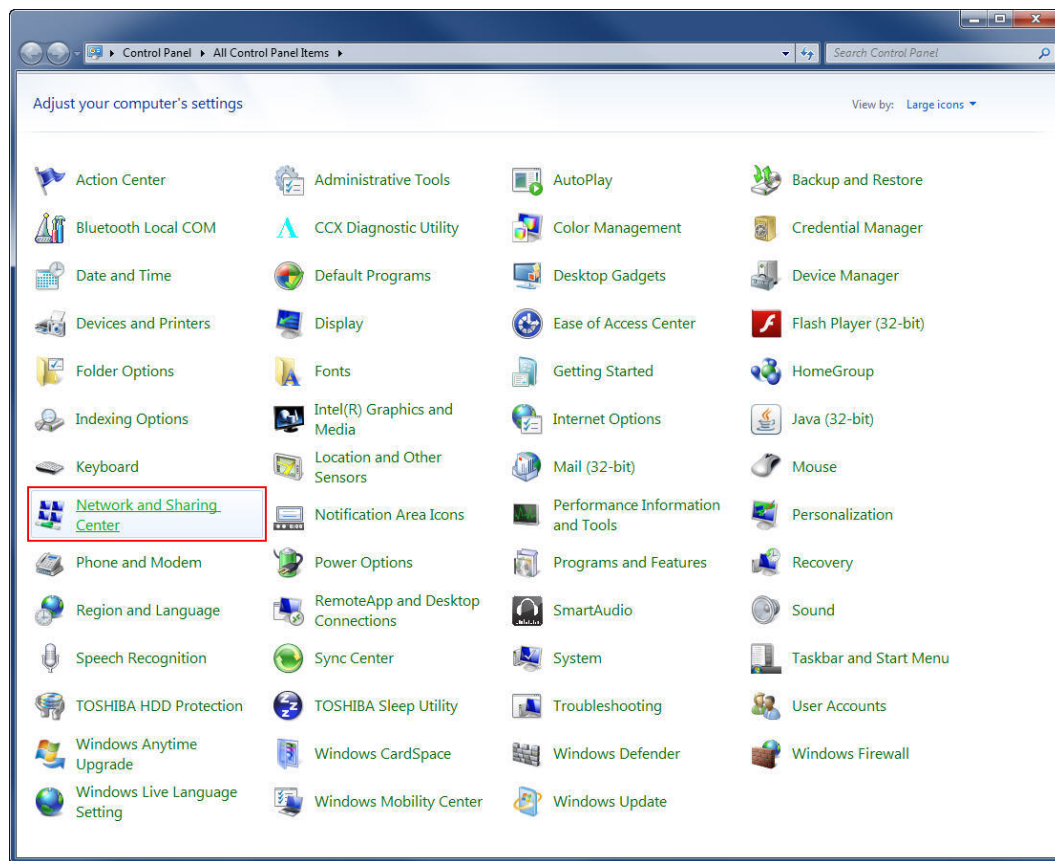 Control Panel ▸ All Control Panel Items ▸
Search Control Panel
Adjust your computer's settings
View by: Large icons
Action Center
Administrative Tools
AutoPlay
Backup and Restore
Bluetooth Local COM
CCX Diagnostic Utility
Color Management
Credential Manager
Date and Time
Default Programs
Desktop Gadgets
Device Manager
Devices and Printers
Display
Ease of Access Center
Flash Player (32-bit)
Folder Options
Fonts
Getting Started
HomeGroup
Indexing Options
Intel(R) Graphics and
Media
Internet Options
Java (32-bit)
Keyboard
Location and Other
Sensors
Mail (32-bit)
Mouse
Network and Sharing
Center
Notification Area Icons
Performance Information
and Tools
Personalization
Phone and Modem
Power Options
Programs and Features
Recovery
Region and Language
RemoteApp and Desktop
Connections
SmartAudio
Sound
Speech Recognition
Sync Center
System
Taskbar and Start Menu
TOSHIBA HDD Protection
TOSHIBA Sleep Utility
Troubleshooting
User Accounts
Windows Anytime
Upgrade
Windows CardSpace
Windows Defender
Windows Firewall
Windows Live Language
Setting
Windows Mobility Center
Windows Update